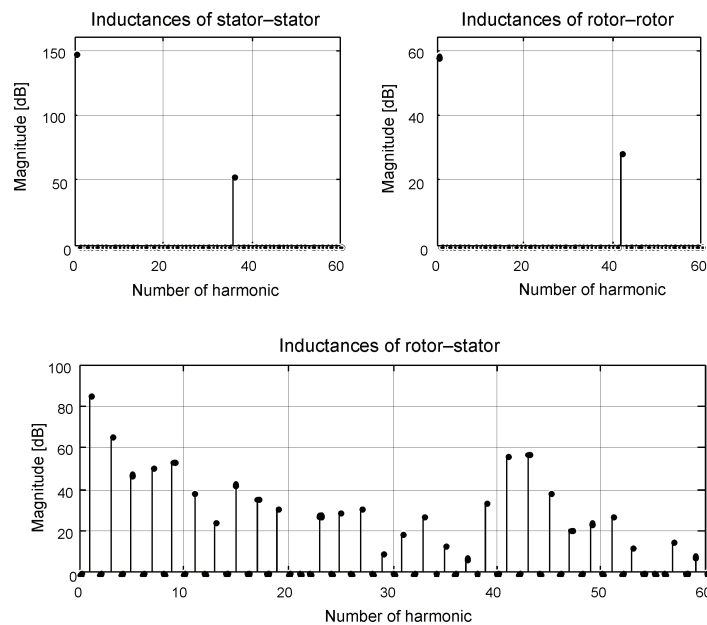 Inductances of stator–stator
150
100
50
0
0 20 40 60
Magnitude [dB]
Number of harmonic
Inductances of rotor–rotor
60
40
20
0
0 20 40 60
Magnitude [dB]
Number of harmonic
Inductances of rotor–stator
100
80
60
40
20
0
0 10 20 30 40 50 60
Magnitude [dB]
Number of harmonic